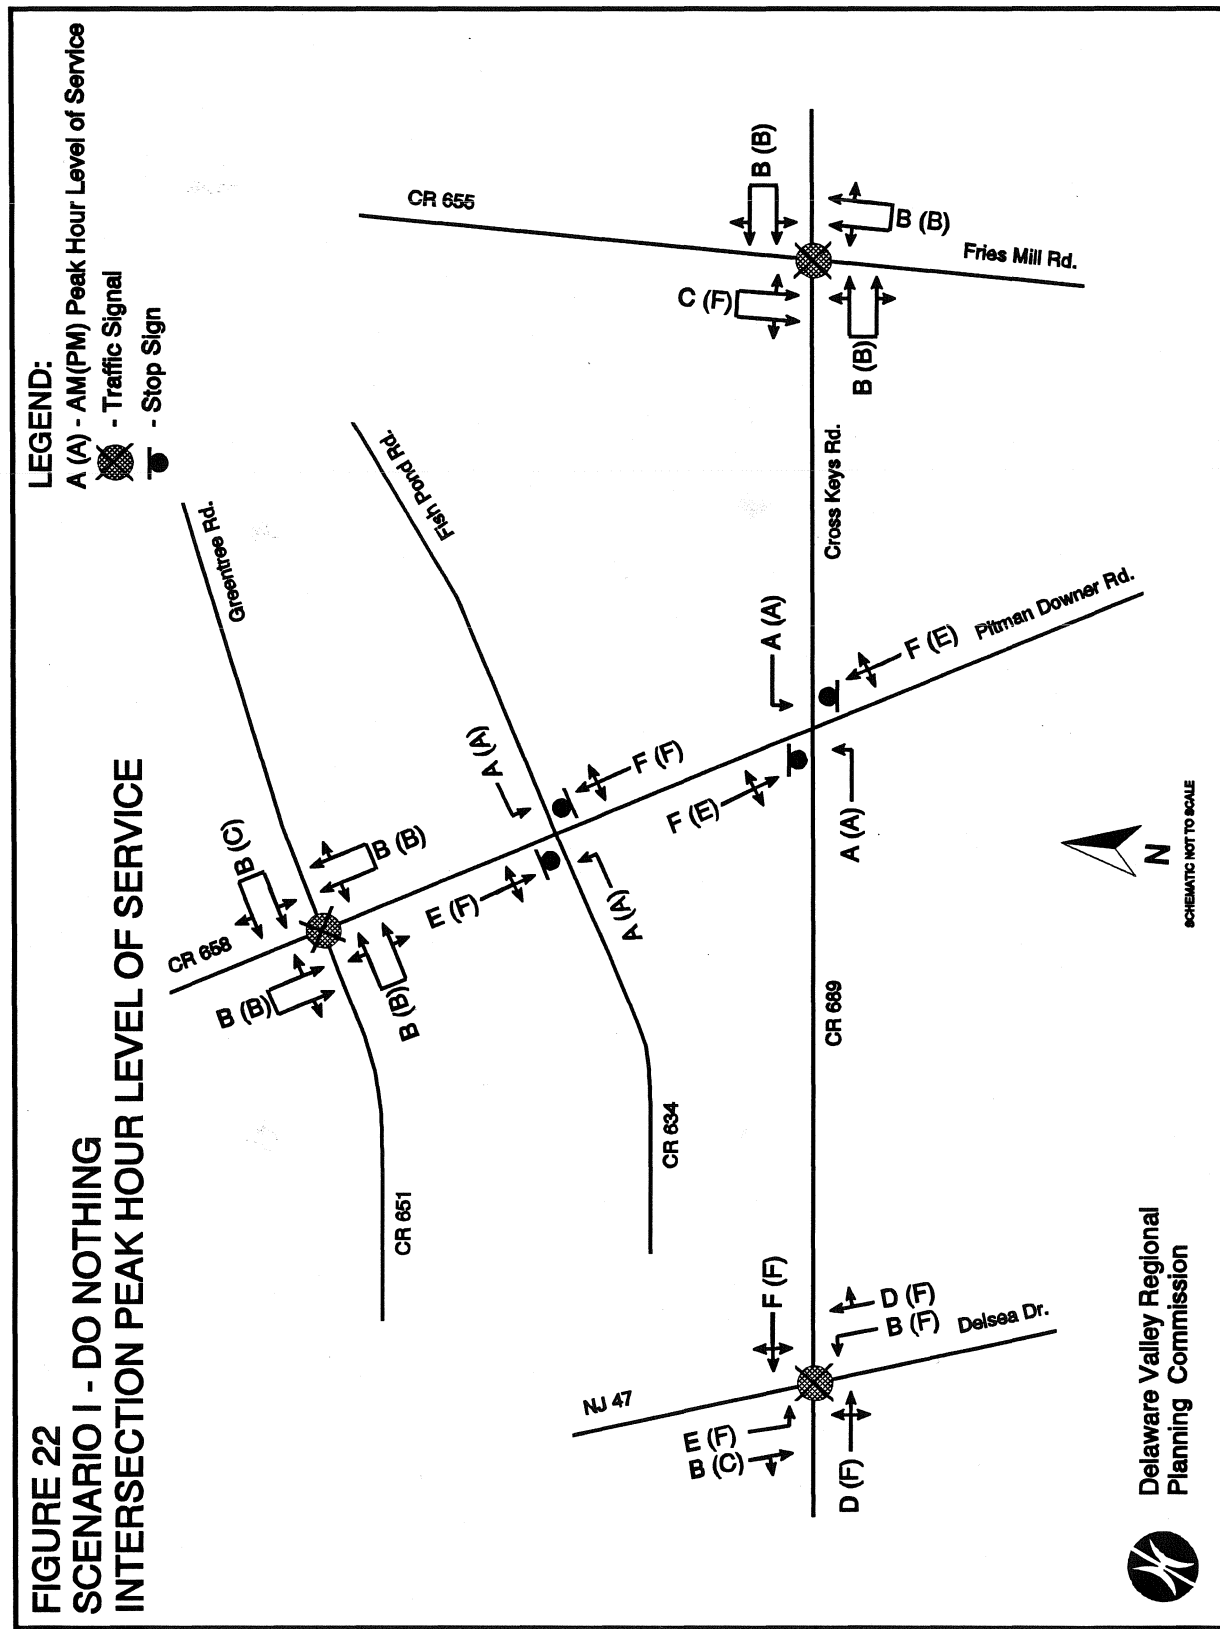 FIGURE 22
SCENARIO I - DO NOTHING
INTERSECTION PEAK HOUR LEVEL OF SERVICE
LEGEND:
A (A) - AM(PM) Peak Hour Level of Service
- Traffic Signal
- Stop Sign
CR 658
Greentree Rd.
CR 651
B (B)
B (C)
B (B)
B (B)
Fish Pond Rd.
CR 634
E (F)
A (A)
F (F)
A (A)
CR 655
Fries Mill Rd.
C (F)
B (B)
B (B)
B (B)
Cross Keys Rd.
CR 689
Pitman Downer Rd.
F (E)
A (A)
F (E)
A (A)
NJ 47
Delsea Dr.
E (F)
B (C)
F (F)
D (F)
B (F)
D (F)
N
SCHEMATIC NOT TO SCALE
Delaware Valley Regional
Planning Commission